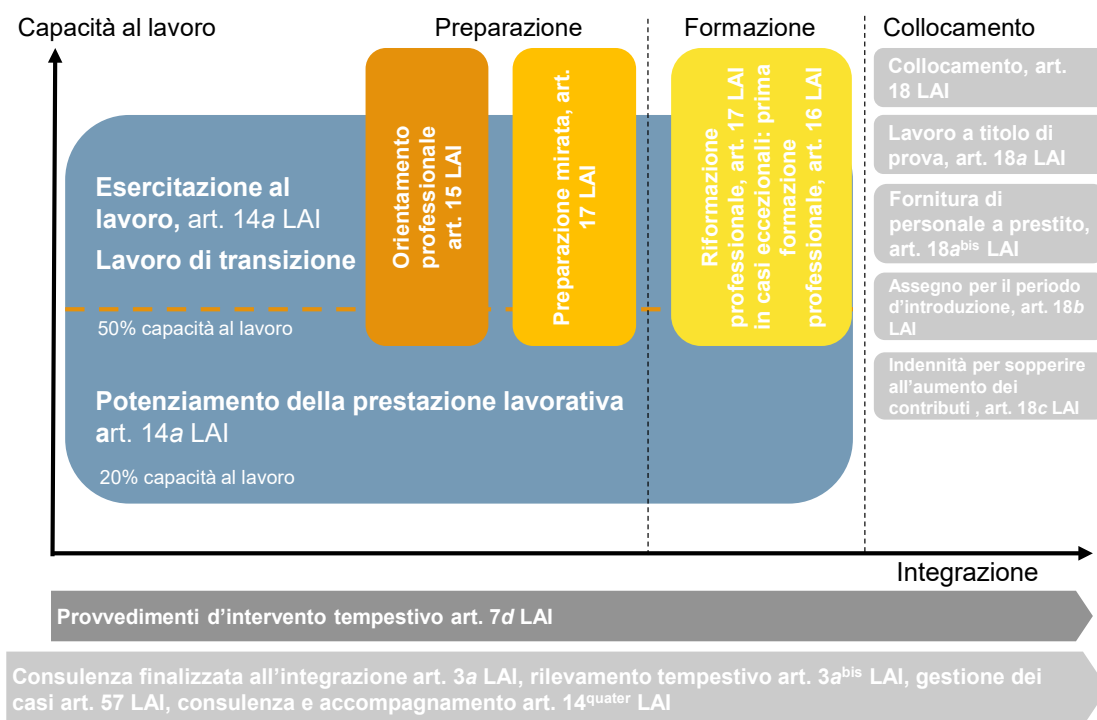 Capacità al lavoro
Preparazione
Formazione
Collocamento
Esercitazione al
lavoro, art. 14a LAI
Lavoro di transizione
50% capacità al lavoro
Potenziamento della prestazione lavorativa
art. 14a LAI
20% capacità al lavoro
Orientamento
professionale
art. 15 LAI
Preparazione mirata, art.
17 LAI
Riformazione
professionale, art. 17 LAI
in casi eccezionali: prima
formazione
professionale, art. 16 LAI
Collocamento, art.
18 LAI
Lavoro a titolo di
prova, art. 18a LAI
Fornitura di
personale a prestito,
art. 18a^bis LAI
Assegno per il periodo
d’introduzione, art. 18b
LAI
Indennità per sopperire
all’aumento dei
contributi , art. 18c LAI
Integrazione
Provvedimenti d’intervento tempestivo art. 7d LAI
Consulenza finalizzata all’integrazione art. 3a LAI, rilevamento tempestivo art. 3a^bis LAI, gestione dei
casi art. 57 LAI, consulenza e accompagnamento art. 14^quater LAI